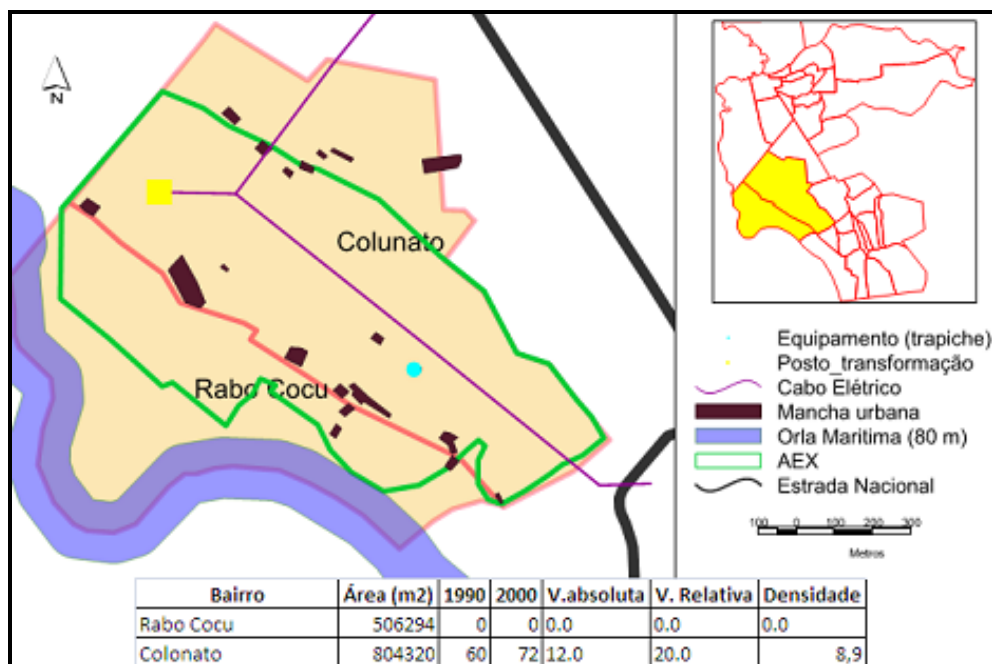 N
Colunato
Rabo Cocu
Equipamento (trapiche)
Posto_transformação
Cabo Elétrico
Mancha urbana
Orla Maritima (80 m)
AEX
Estrada Nacional
100 0 100 200 300
Metros
Bairro Área (m2) 1990 2000 V.absoluta V. Relativa Densidade
Rabo Cocu 506294 0 0 0.0 0.0 0.0
Colonato 804320 60 72 12.0 20.0 8,9